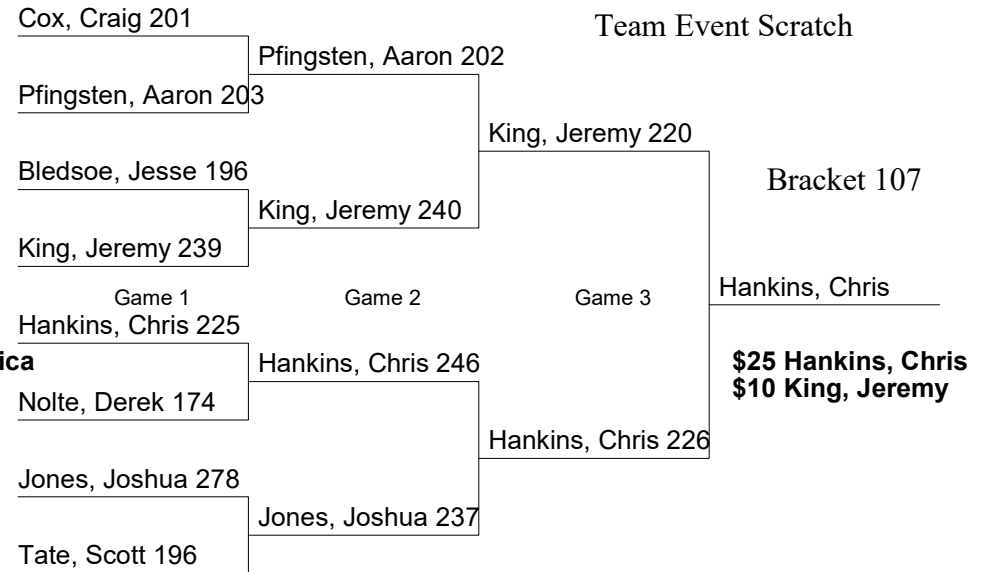 Cox, Craig 201
Team Event Scratch
Pfingsten, Aaron 202
Pfingsten, Aaron 203
King, Jeremy 220
Bledsoe, Jesse 196
Bracket 107
King, Jeremy 240
King, Jeremy 239
Game 1
Game 2
Game 3
Hankins, Chris
Hankins, Chris 225
ica
Hankins, Chris 246
$25 Hankins, Chris
$10 King, Jeremy
Nolte, Derek 174
Hankins, Chris 226
Jones, Joshua 278
Jones, Joshua 237
Tate, Scott 196